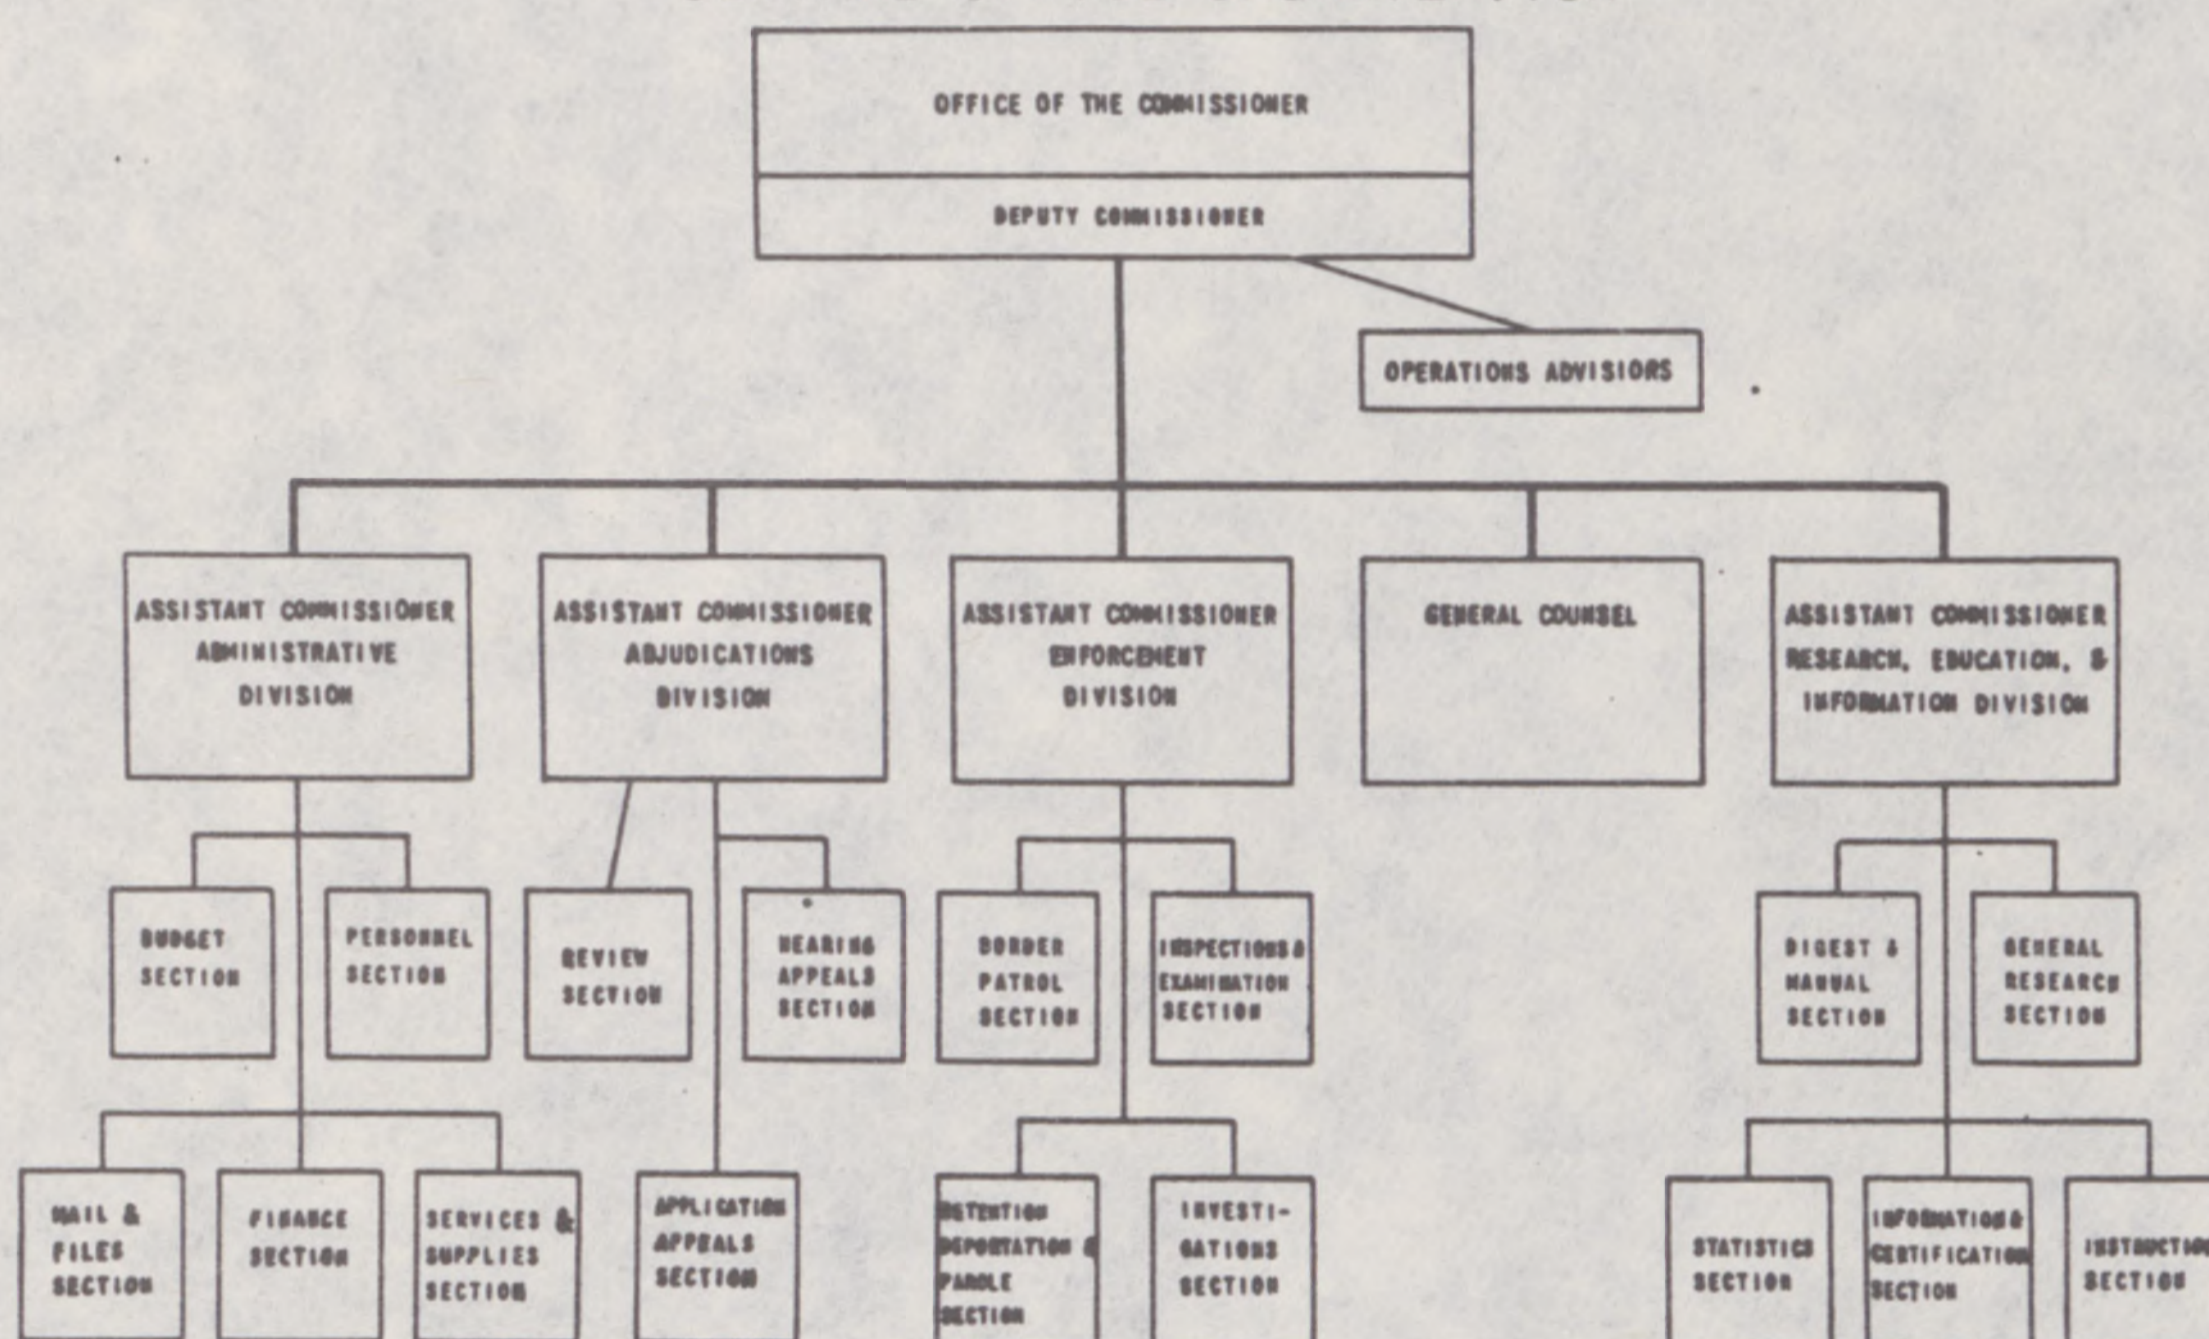 OFFICE OF THE COMMISSIONER
DEPUTY COMMISSIONER
OPERATIONS ADVISIORS
ASSISTANT COMMISSIONER
ADMINISTRATIVE
DIVISION
ASSISTANT COMMISSIONER
ADJUDICATIONS
DIVISION
ASSISTANT COMMISSIONER
ENFORCEMENT
DIVISION
GENERAL COUNSEL
ASSISTANT COMMISSIONER
RESEARCH, EDUCATION, &
INFORMATION DIVISION
BUDGET
SECTION
PERSONNEL
SECTION
REVIEW
SECTION
HEARING
APPEALS
SECTION
BORDER
PATROL
SECTION
INSPECTIONS &
EXAMINATION
SECTION
DIGEST &
MANUAL
SECTION
GENERAL
RESEARCH
SECTION
MAIL &
FILES
SECTION
FINANCE
SECTION
SERVICES &
SUPPLIES
SECTION
APPLICATION
APPEALS
SECTION
DETENTION
DEPORTATION &
PAROLE
SECTION
INVESTI-
GATIONS
SECTION
STATISTICS
SECTION
INFORMATION &
CERTIFICATION
SECTION
INSTRUCTION
SECTION